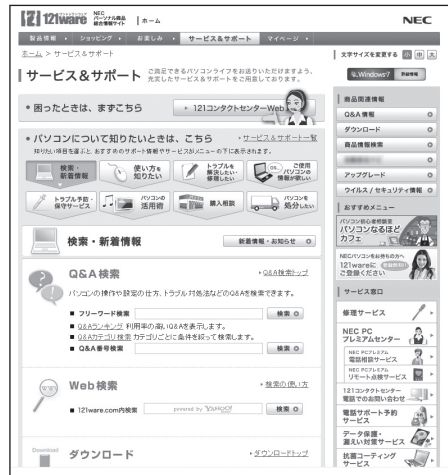 121ware NEC パーソナル商品 総合情報サイト ホーム
NEC
製品情報 ショッピング お楽しみ サービス&サポート マイページ
ホーム > サービス&サポート
文字サイズを変更する 小 中 大
サービス&サポート
ご満足できるパソコンライフをお送りいただけますよう、
充実したサービス&サポートをご用意しております。
Windows7 詳細情報
困ったときは、まずこちら
121コンタクトセンターWeb
パソコンについて知りたいときは、こちら
サービス&サポート一覧
知りたい項目を選ぶと おすすめのサポート情報やサービスがメニューの下に表示されます。
検索・
新着情報
使い方を
知りたい
トラブルを
解決したい・
修理したい
ご使用
パソコンの
情報が欲しい
トラブル予防・
保守サービス
パソコンの
活用術
購入相談
パソコンを
処分したい
検索・新着情報
新着情報・お知らせ
Q&A検索
Q&A検索トップ
パソコンの操作や設定の仕方、トラブル対処法などのQ&Aを検索できます。
■ フリーワード検索 検索
■ Q&Aランキング 利用率の高いQ&Aを表示します。
■ Q&Aカテゴリ検索 カテゴリごとに条件を絞って検索します。
■ Q&A番号検索 検索
Web検索
検索の使い方
■ 121ware.com内検索 powered by YAHOO! 検索
Download
ダウンロード
ダウンロードトップ
商品関連情報
Q&A情報
ダウンロード
商品情報検索
アップグレード
ウイルス / セキュリティ情報
おすすめメニュー
パソコン初心者相談室
パソコンなるほど
カフェ
NECパソコンをお持ちの方へ
121wareに
ご登録ください
サービス窓口
修理サービス
NEC PC
プレミアムセンター
NEC PCプレミアム
電話相談サービス
NEC PCプレミアム
リモート点検サービス
121コンタクトセンター
電話でのお問い合わせ
電話サポート予約
サービス
データ保護・
漏えい対策サービス
抗菌コーティング
サービス